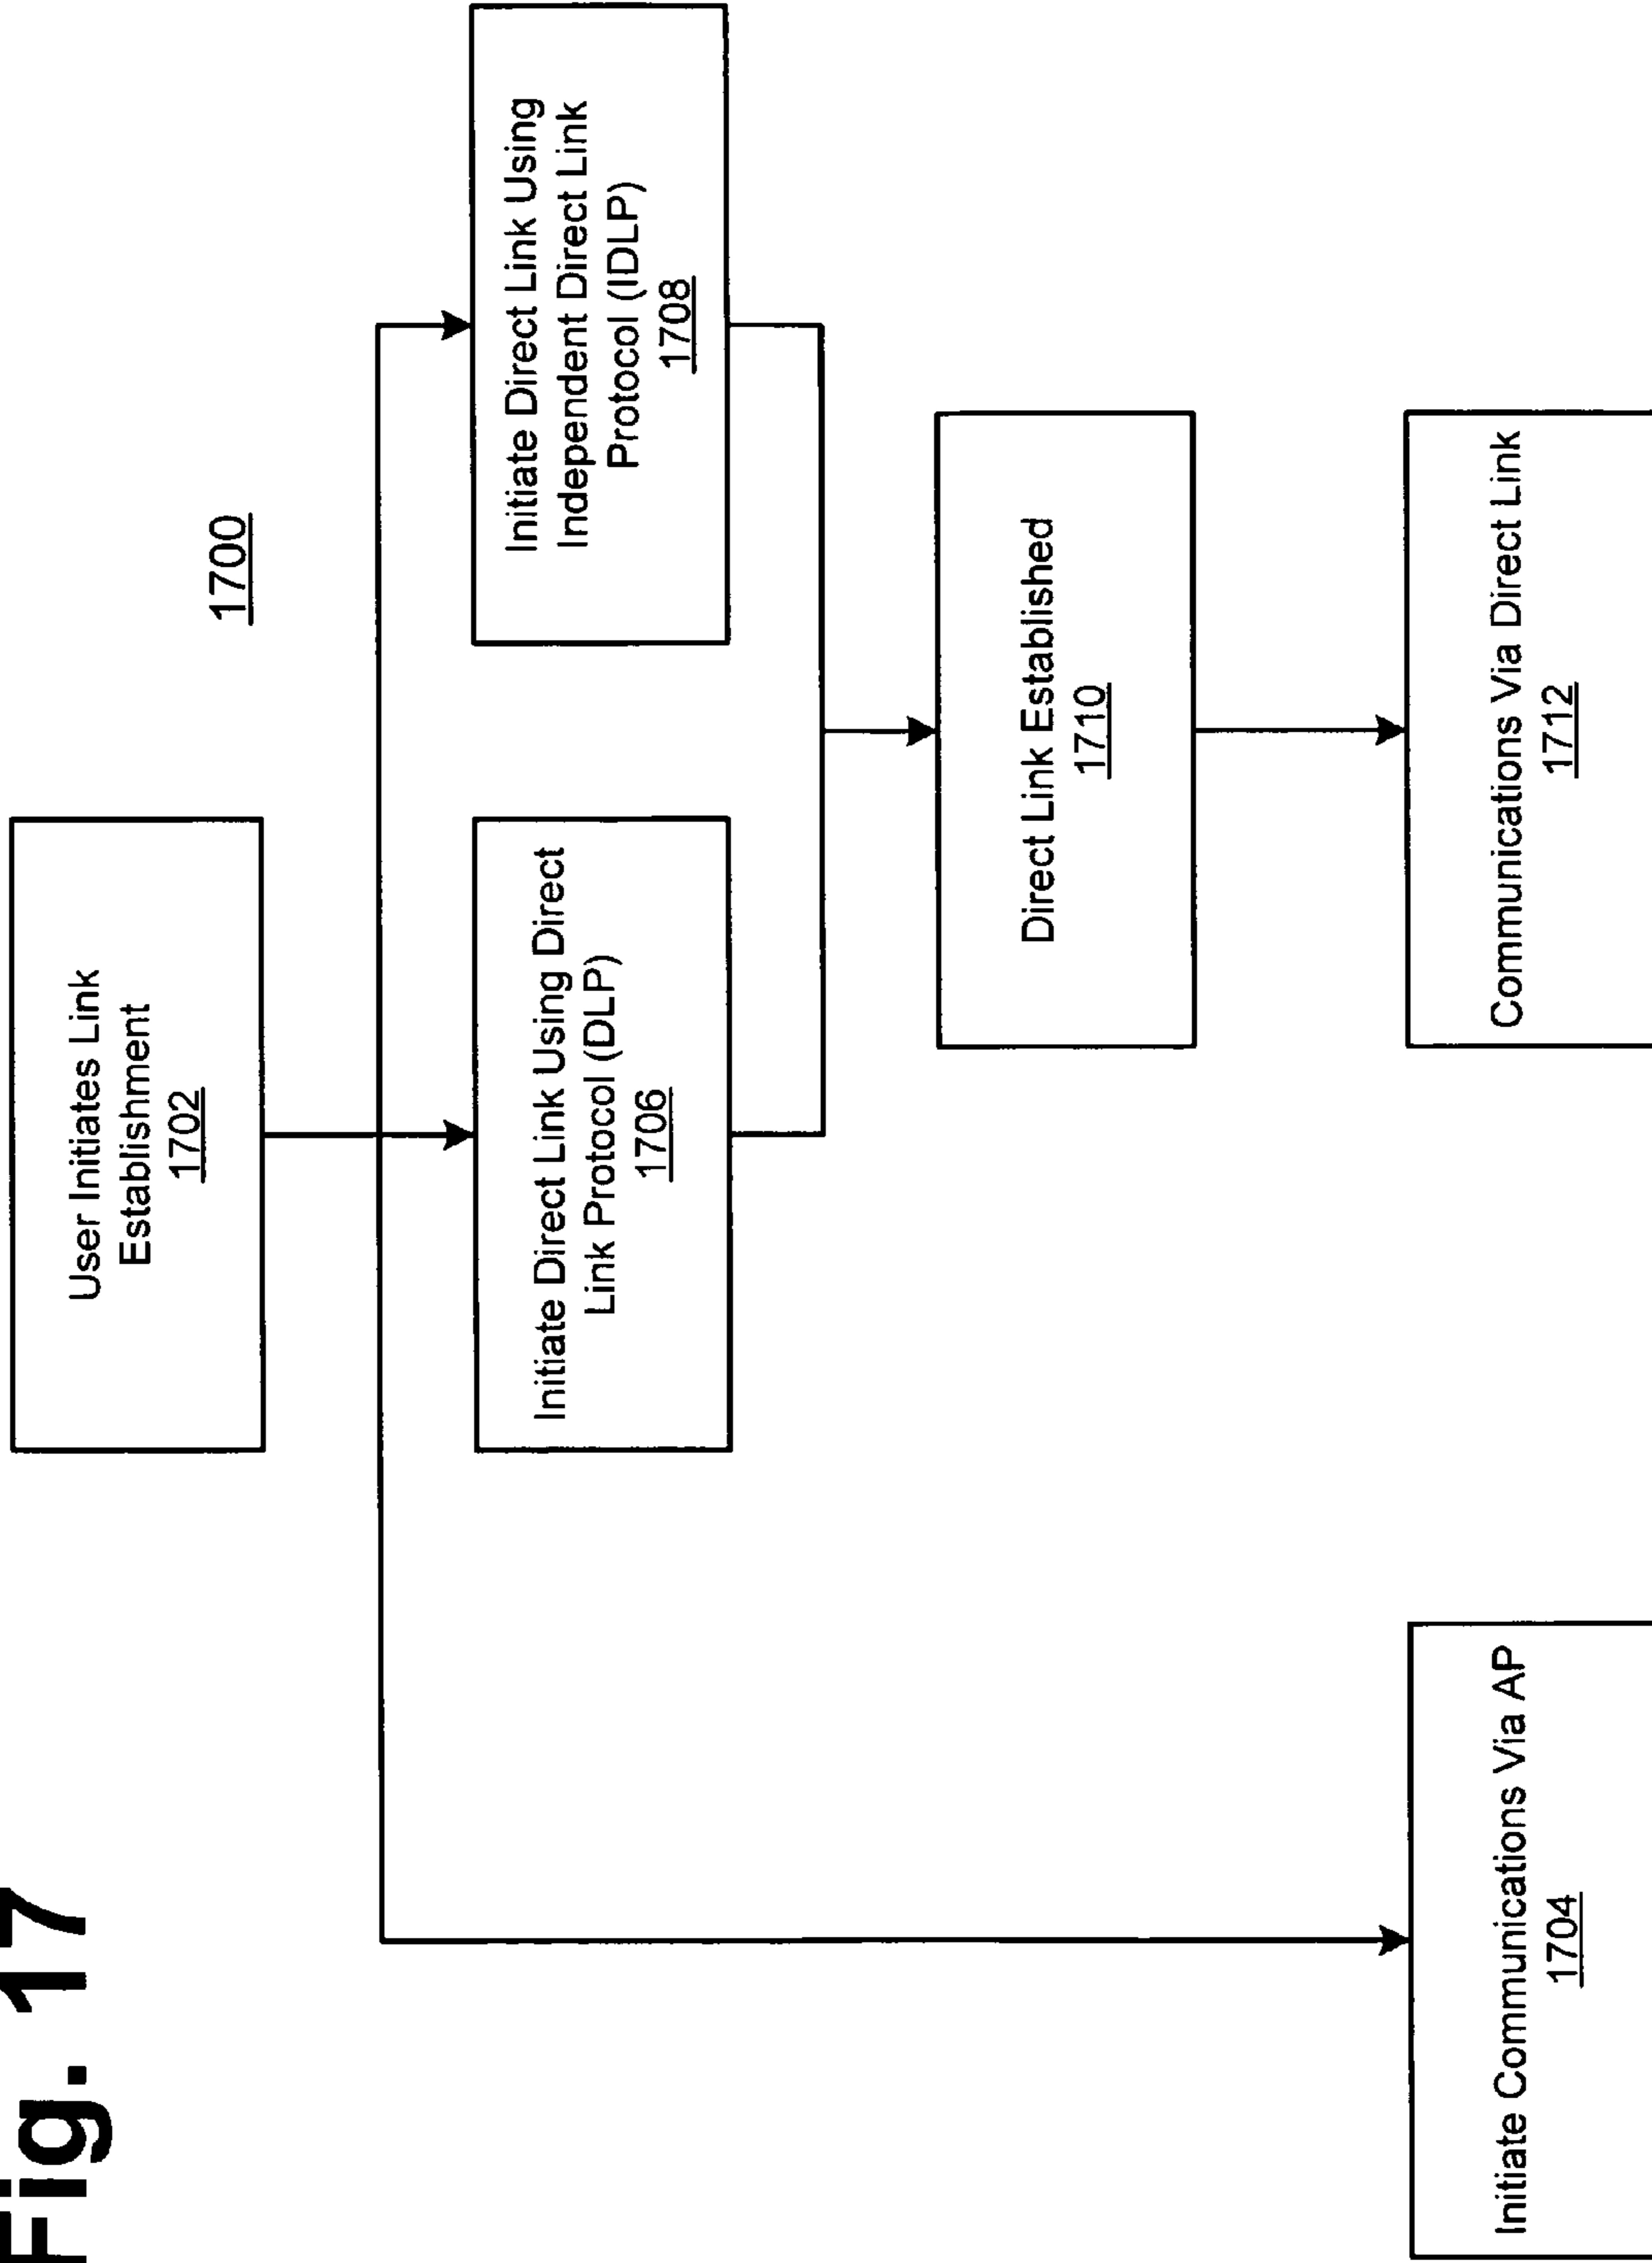 Fig. 17
1700
User Initiates Link
Establishment
1702
Initiate Direct Link Using Direct
Link Protocol (DLP)
1706
Initiate Direct Link Using
Independent Direct Link
Protocol (IDLP)
1708
Direct Link Established
1710
Initiate Communications Via AP
1704
Communications Via Direct Link
1712